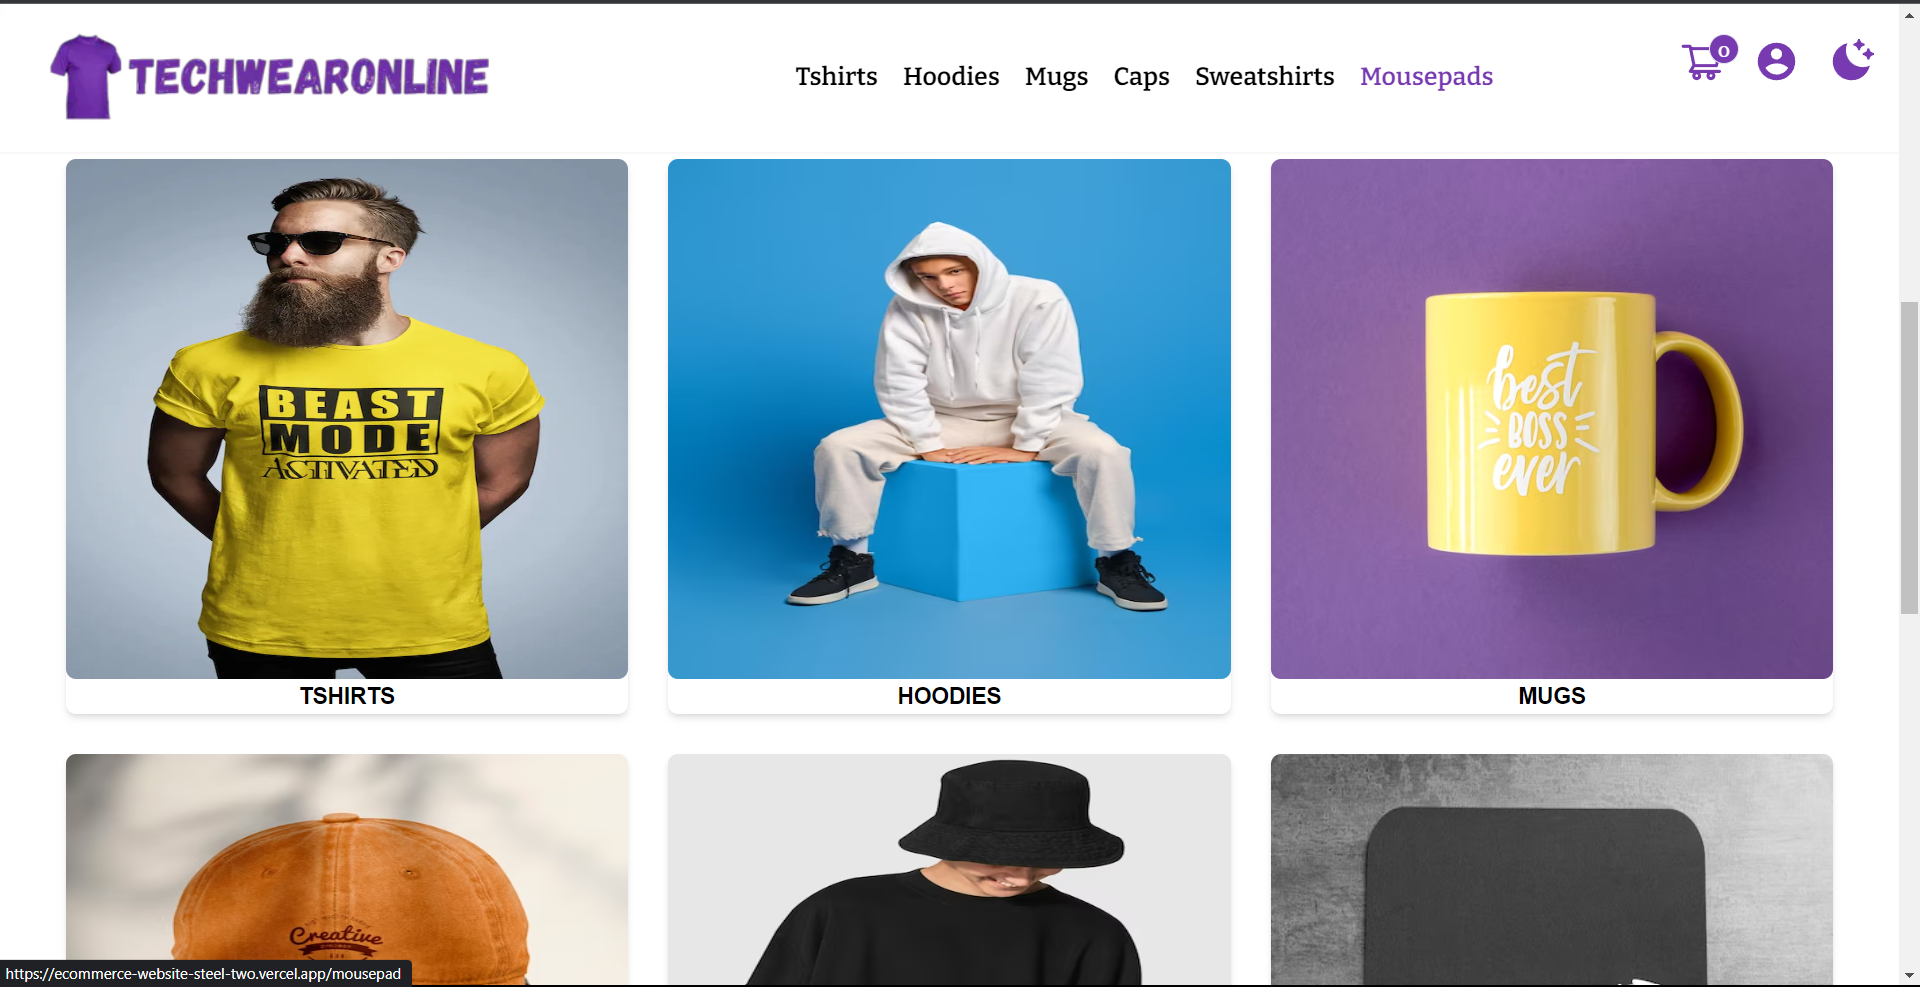 TECHWEARONLINE
Tshirts Hoodies Mugs Caps Sweatshirts Mousepads
0
BEAST
MODE
ACTIVATED
best
BOSS
ever
TSHIRTS
HOODIES
MUGS
Creative
https://ecommerce-website-steel-two.vercel.app/mousepad